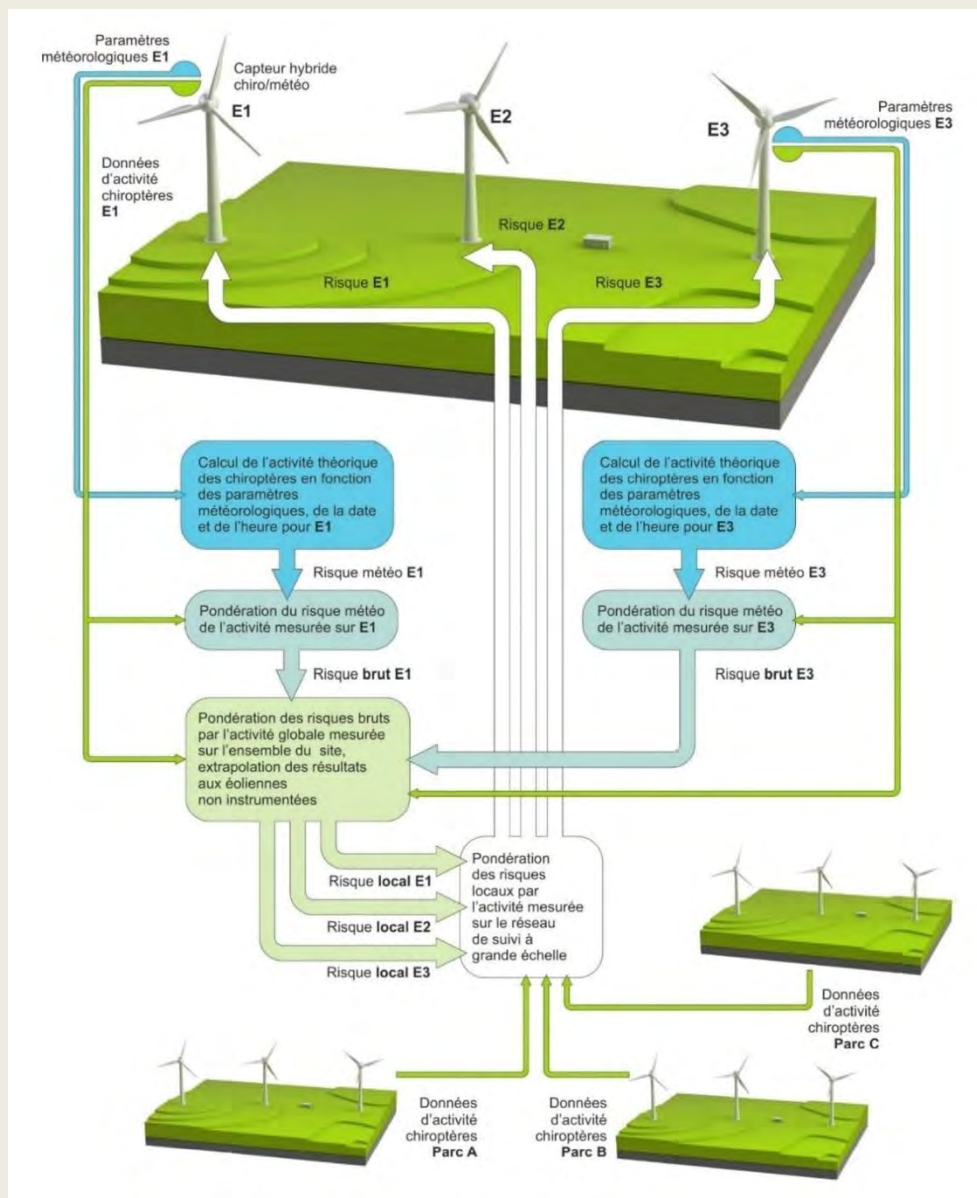 Paramètres
météorologiques E1
Capteur hybride
chiro/météo
E1
E2
E3
Paramètres
météorologiques E3
Données
d'activité
chiroptères
E1
Risque E2
Risque E1
Risque E3
Calcul de l'activité théorique
des chiroptères en fonction
des paramètres
météorologiques, de la date
et de l'heure pour E1
Calcul de l'activité théorique
des chiroptères en fonction
des paramètres
météorologiques, de la date
et de l'heure pour E3
Risque météo E1
Risque météo E3
Pondération du risque météo
de l'activité mesurée sur E1
Pondération du risque météo
de l'activité mesurée sur E3
Risque brut E1
Risque brut E3
Pondération des risques bruts
par l'activité globale mesurée
sur l'ensemble du site,
extrapolation des résultats
aux éoliennes
non instrumentées
Risque local E1
Risque local E2
Risque local E3
Pondération
des risques
locaux par
l'activité mesurée
sur le réseau
de suivi à
grande échelle
Données
d'activité
chiroptères
Parc C
Données
d'activité
chiroptères
Parc A
Données
d'activité
chiroptères
Parc B